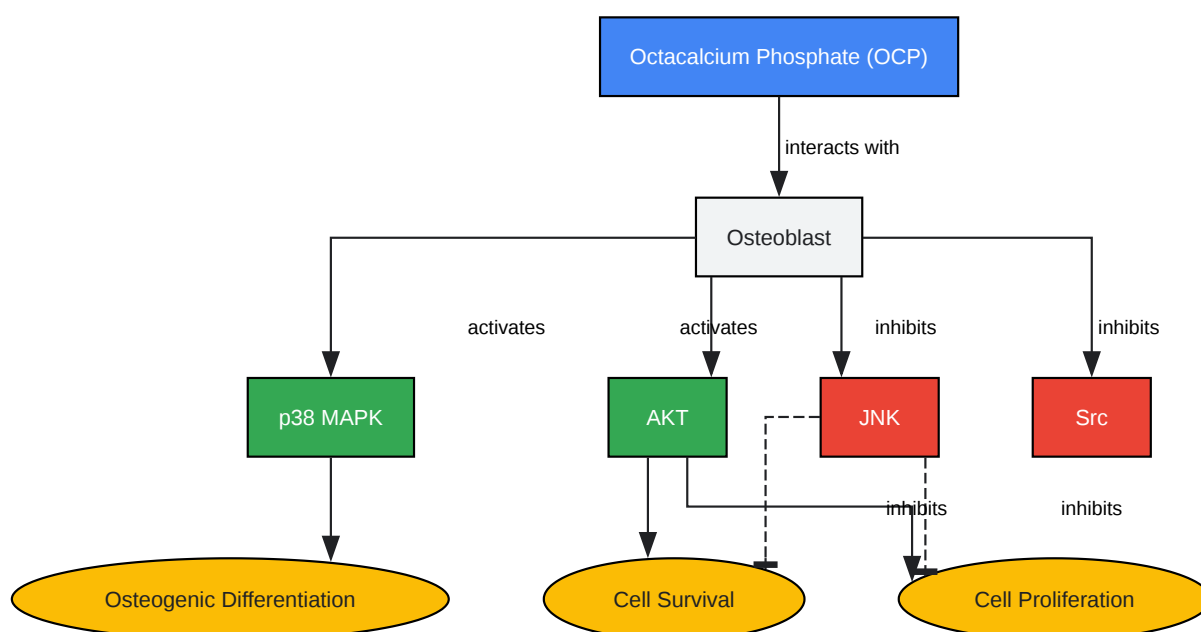 Octacalcium Phosphate (OCP)
interacts with
Osteoblast
activates
activates
inhibits
inhibits
p38 MAPK
AKT
JNK
Src
inhibits
inhibits
Osteogenic Differentiation
Cell Survival
Cell Proliferation